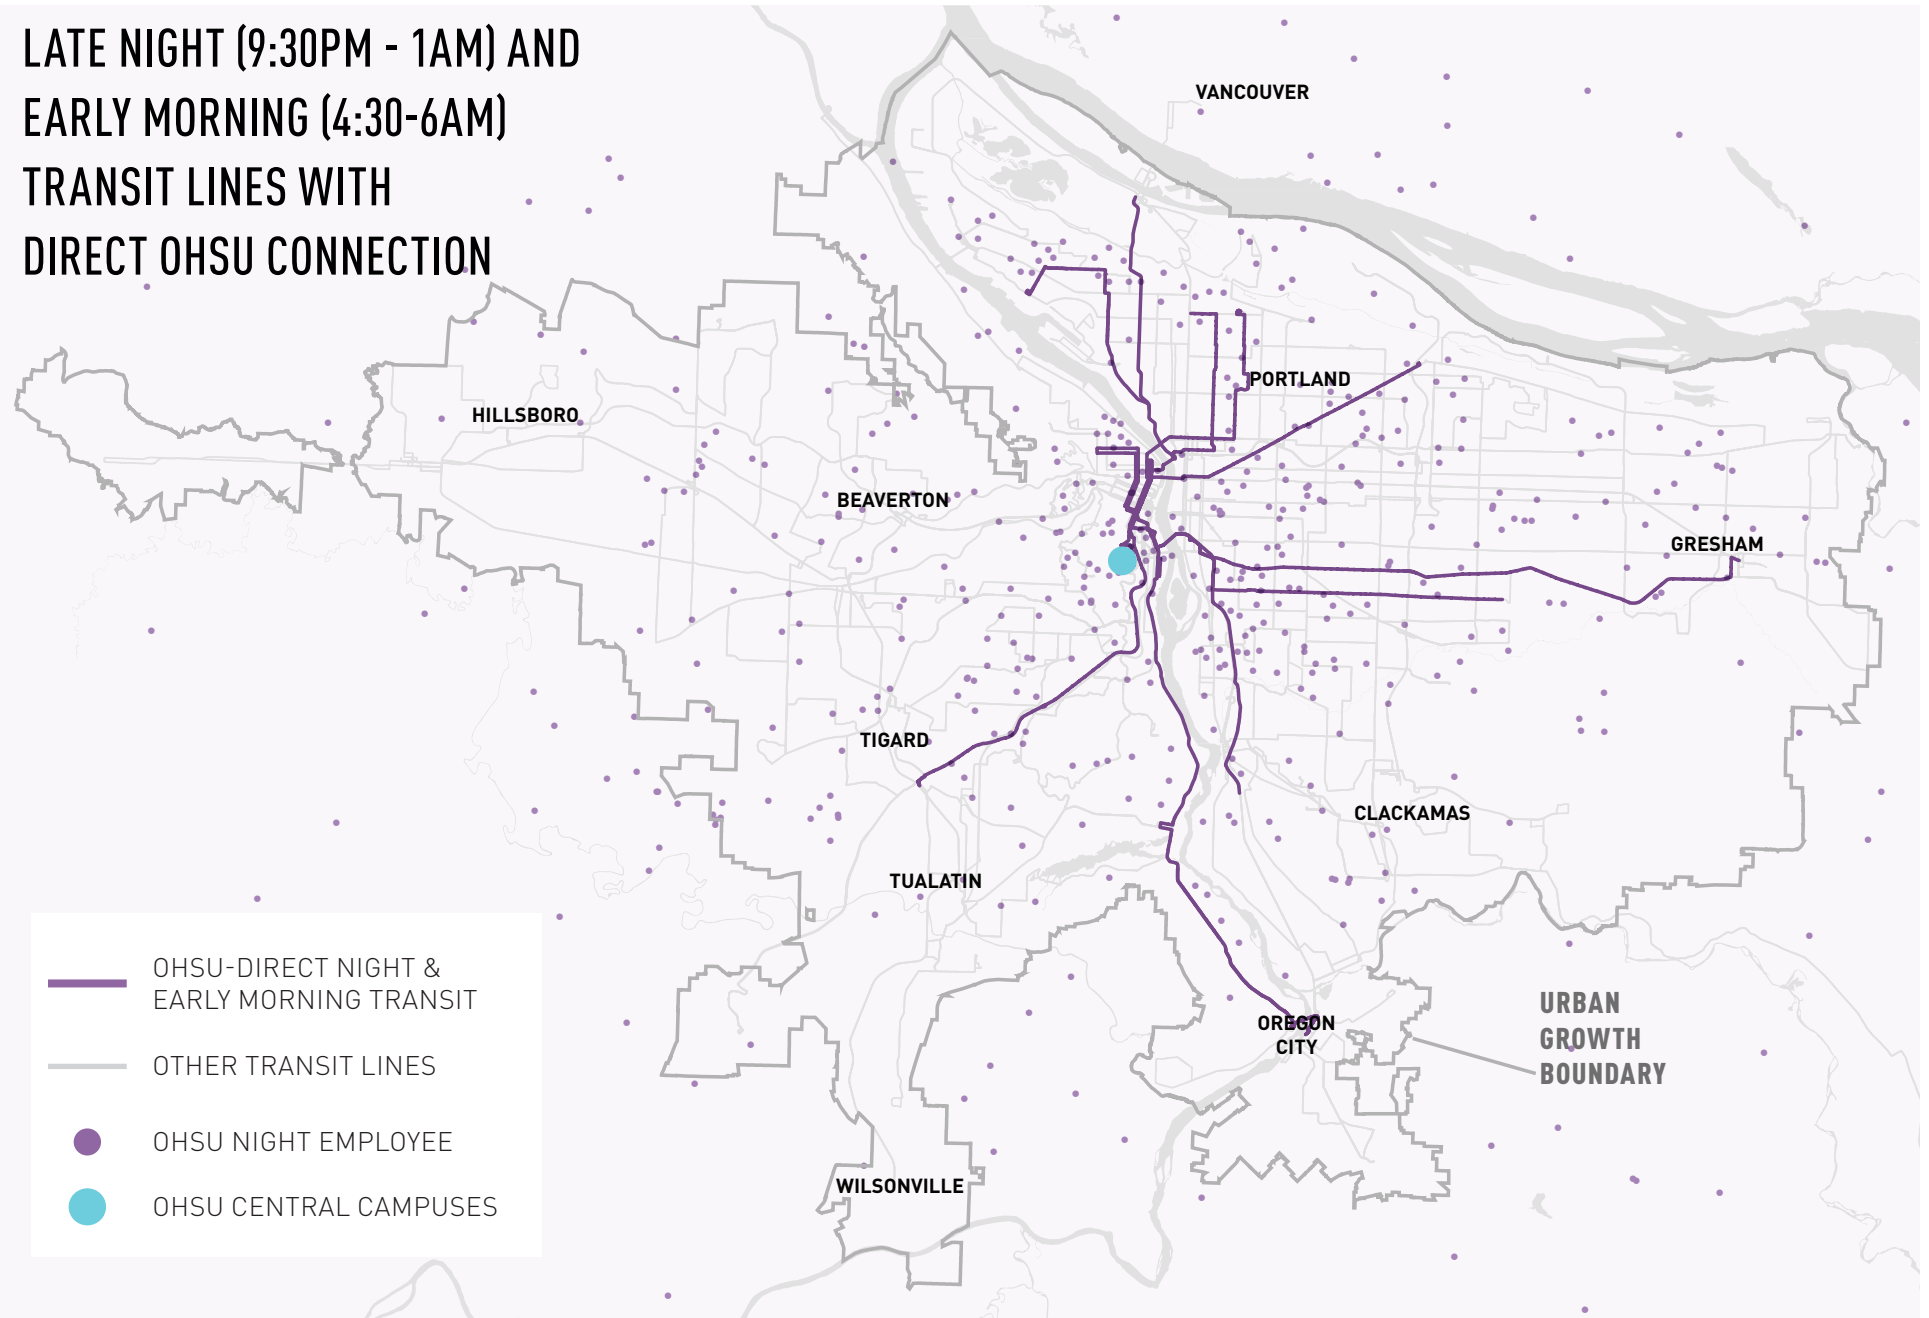 LATE NIGHT (9:30PM - 1AM) AND
EARLY MORNING (4:30-6AM)
TRANSIT LINES WITH
DIRECT OHSU CONNECTION
VANCOUVER
PORTLAND
HILLSBORO
BEAVERTON
GRESHAM
TIGARD
CLACKAMAS
TUALATIN
OREGON
CITY
WILSONVILLE
URBAN
GROWTH
BOUNDARY
OHSU-DIRECT NIGHT &
EARLY MORNING TRANSIT
OTHER TRANSIT LINES
OHSU NIGHT EMPLOYEE
OHSU CENTRAL CAMPUSES